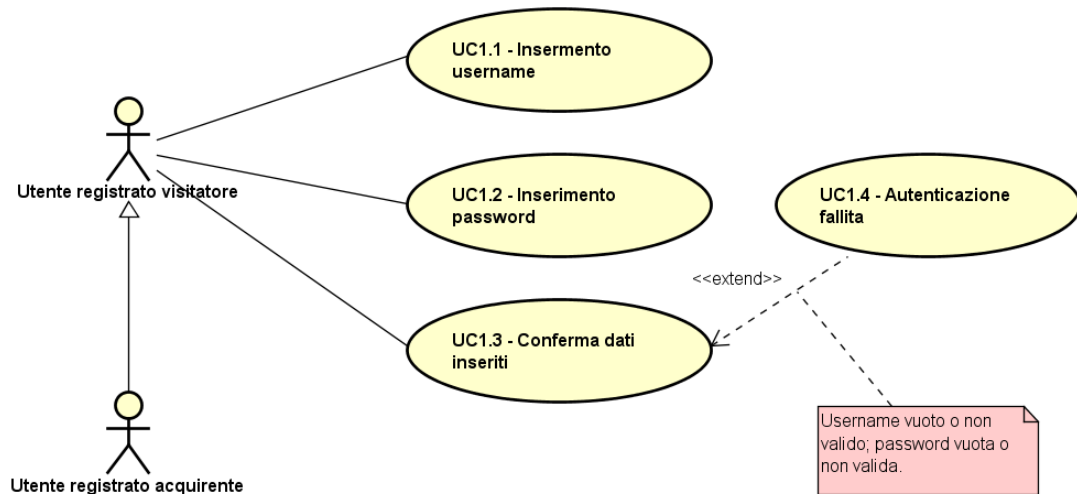 UC1.1 - Insermento
username
Utente registrato visitatore
UC1.2 - Inserimento
password
UC1.4 - Autenticazione
fallita
<<extend>>
UC1.3 - Conferma dati
inseriti
Username vuoto o non
valido; password vuota o
non valida.
Utente registrato acquirente